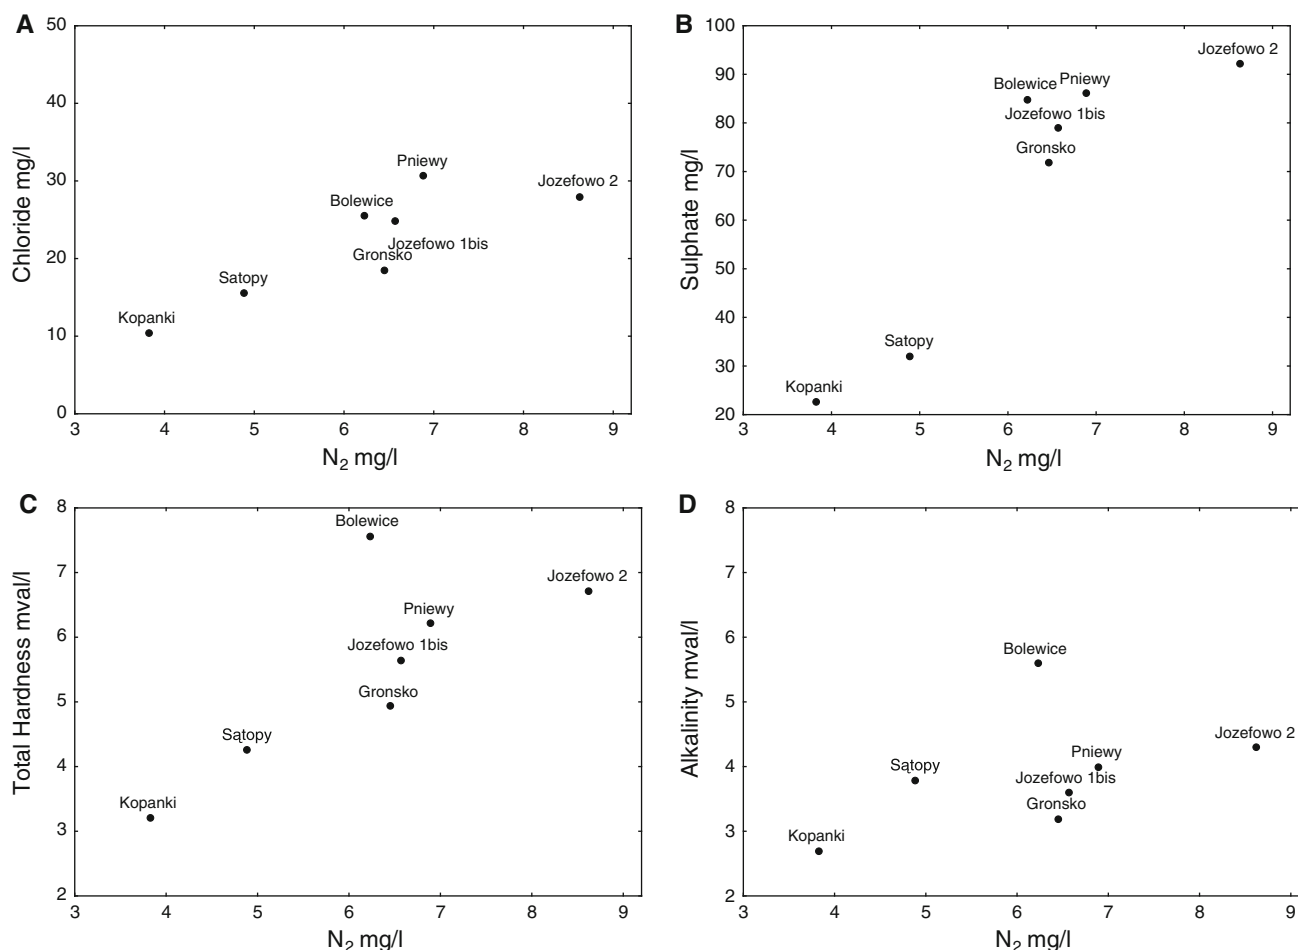 A
50
40
30
20
10
0
Chloride mg/l
Pniewy
Jozefowo 2
Bolewice
Jozefowo 1bis
Gronsko
Satopy
Kopanki
3 4 5 6 7 8 9
N₂ mg/l
B
100
90
80
70
60
50
40
30
20
Sulphate mg/l
Jozefowo 2
Bolewice
Pniewy
Jozefowo 1bis
Gronsko
Satopy
Kopanki
3 4 5 6 7 8 9
N₂ mg/l
C
8
7
6
5
4
3
2
Total Hardness mval/l
Bolewice
Jozefowo 2
Pniewy
Jozefowo 1bis
Gronsko
Sątopy
Kopanki
3 4 5 6 7 8 9
N₂ mg/l
D
8
7
6
5
4
3
2
Alkalinity mval/l
Bolewice
Jozefowo 2
Pniewy
Sątopy
Jozefowo 1bis
Gronsko
Kopanki
3 4 5 6 7 8 9
N₂ mg/l